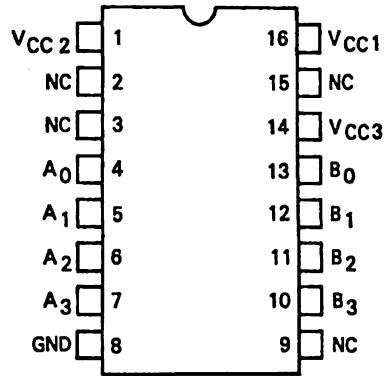 VCC2 1 16 VCC1
NC 2 15 NC
NC 3 14 VCC3
A0 4 13 B0
A1 5 12 B1
A2 6 11 B2
A3 7 10 B3
GND 8 9 NC